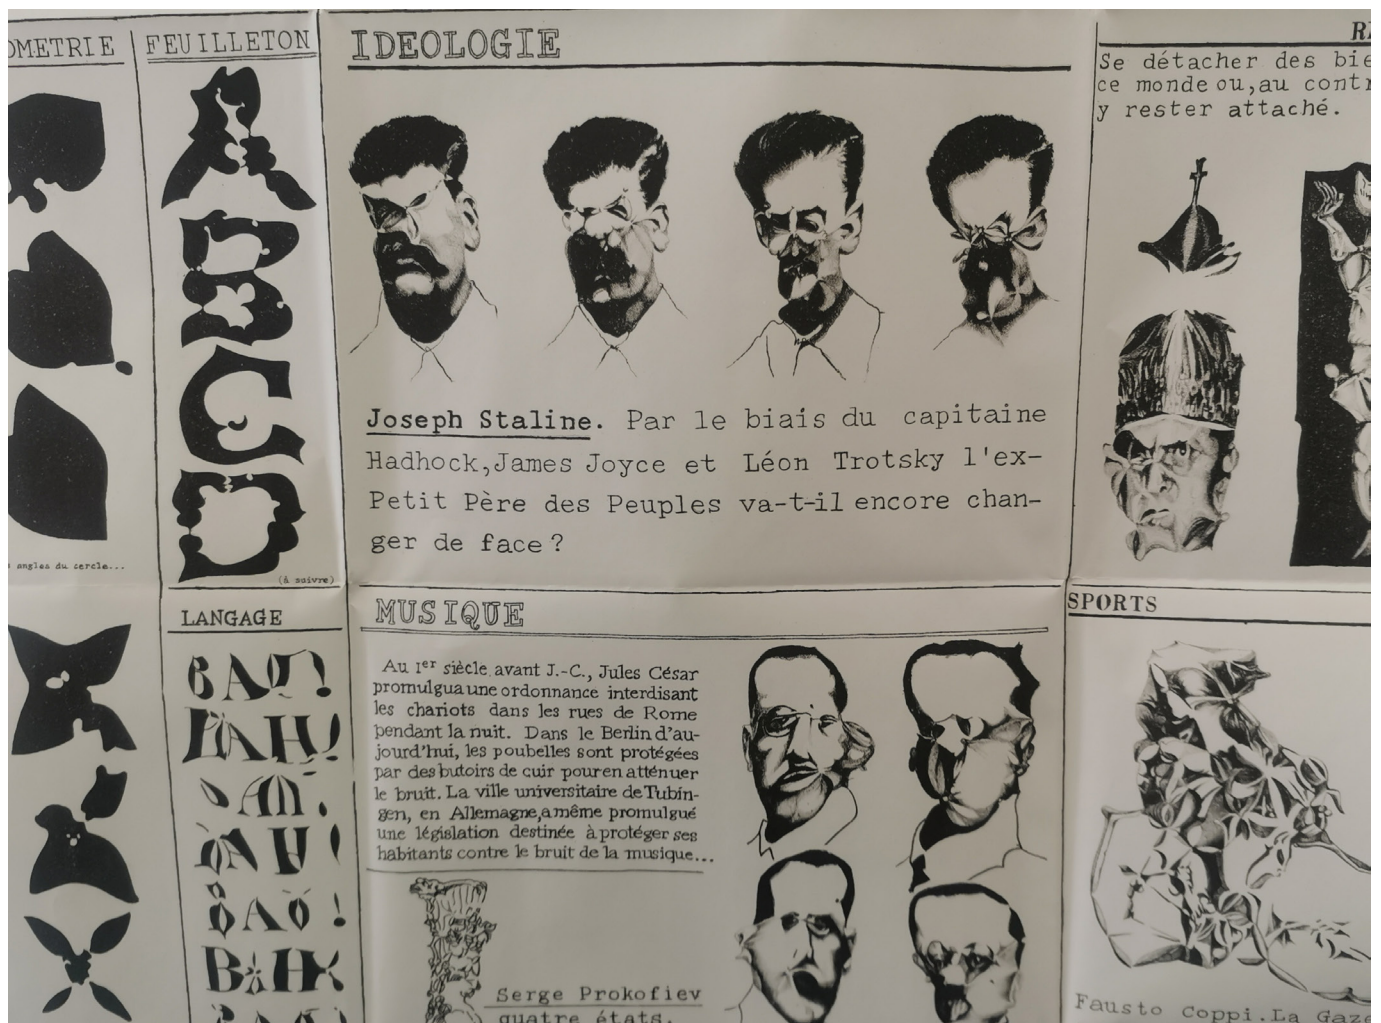 OMETRIE
angles du cercle...
FEUILLETON
A
B
C
D
(à suivre)
LANGAGE
BAH!
BAH!
BAH!
IDEOLOGIE
Joseph Staline. Par le biais du capitaine
Hadhock,James Joyce et Léon Trotsky l'ex-
Petit Père des Peuples va-t-il encore chan-
ger de face?
MUSIQUE
Au 1er siècle avant J.-C., Jules César
promulgua une ordonnance interdisant
les chariots dans les rues de Rome
pendant la nuit. Dans le Berlin d'au-
jourd'hui, les poubelles sont protégées
par des butoirs de cuir pour en atténuer
le bruit. La ville universitaire de Tubin-
gen, en Allemagne,a même promulgué
une législation destinée à protéger ses
habitants contre le bruit de la musique...
Serge Prokofiev
quatre états.
Se détacher des bie
ce monde ou,au contr
y rester attaché.
SPORTS
Fausto Coppi.La Gaze